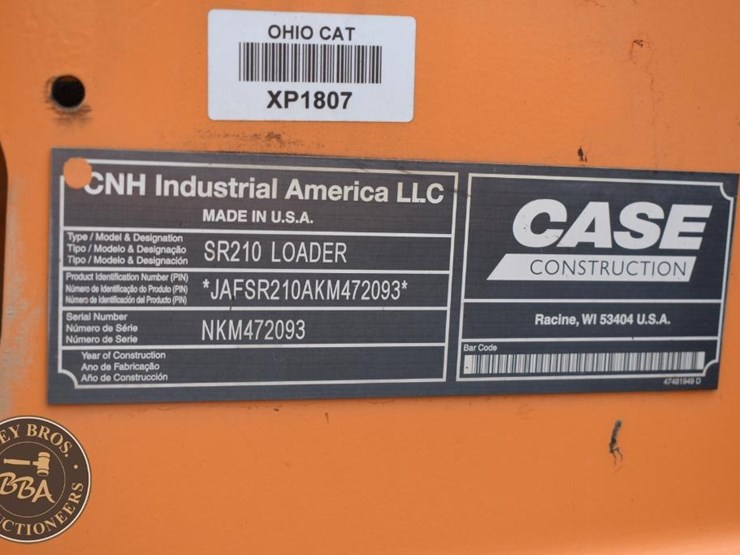 OHIO CAT
XP1807
CNH Industrial America LLC
MADE IN U.S.A.
Type / Model & Designation
Tipo / Modelo & Designação
Tipo / Modelo & Designación
SR210 LOADER
Product Identification Number (PIN)
Número de Identificação do Produto (PIN)
Número de Identificación del Produto (PIN)
*JAFSR210AKM472093*
Serial Number
Número de Série
Número de Serie
NKM472093
Year of Construction
Ano de Fabricação
Año de Construcción
CASE
CONSTRUCTION
Racine, WI 53404 U.S.A.
Bar Code
47481949 D
BROS.
BBA